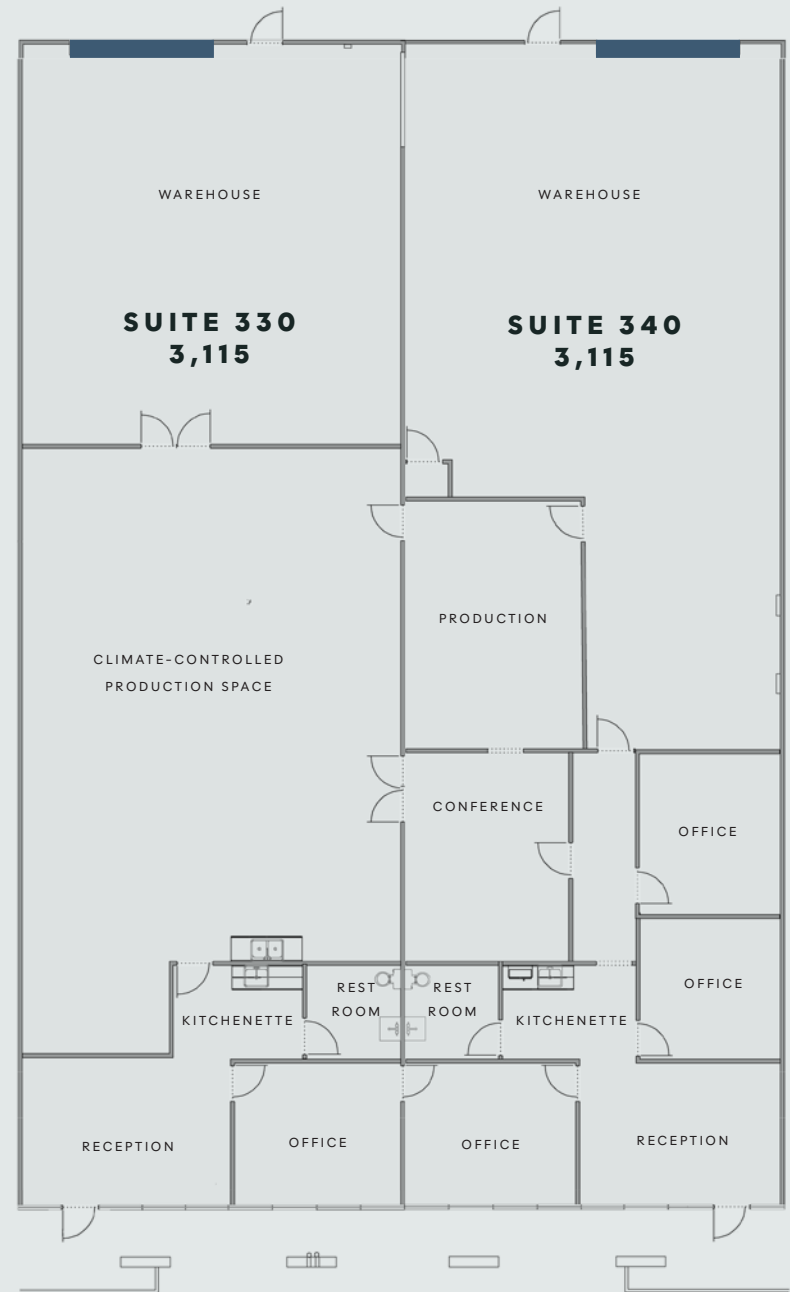 WAREHOUSE
WAREHOUSE
SUITE 330
3,115
SUITE 340
3,115
PRODUCTION
CLIMATE-CONTROLLED
PRODUCTION SPACE
CONFERENCE
OFFICE
OFFICE
REST
ROOM
REST
ROOM
KITCHENETTE
KITCHENETTE
RECEPTION
OFFICE
OFFICE
RECEPTION